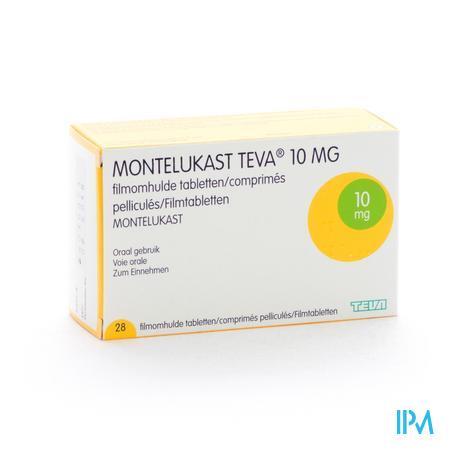 MONTELUKAST TEVA® 10 MG
filmomhulde tabletten/comprimés
pelliculés/Filmtabletten
MONTELUKAST
10
mg
Oraal gebruik
Voie orale
Zum Einnehmen
TEVA
28 filmomhulde tabletten/comprimés pelliculés/Filmtabletten
IPM